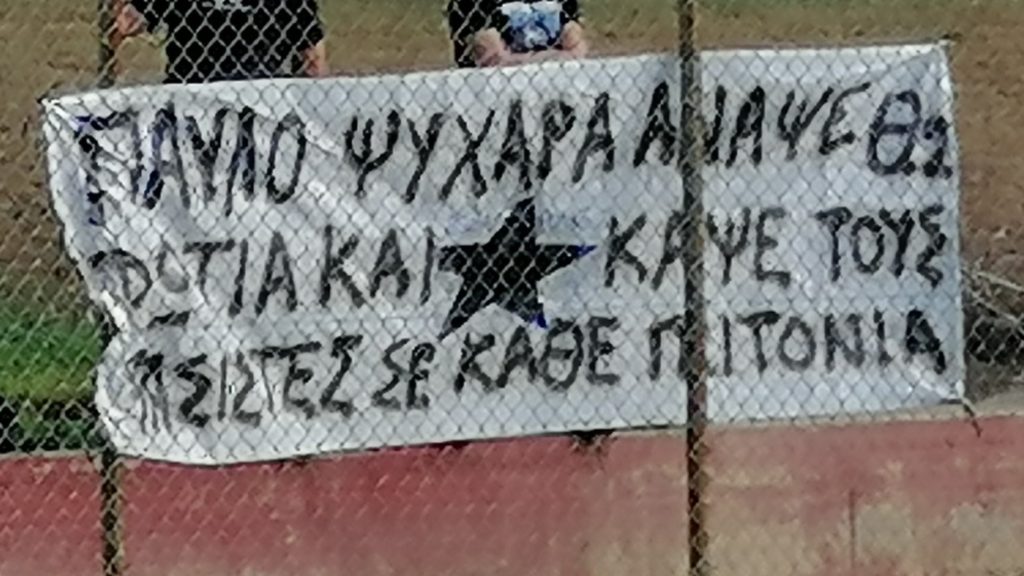 ΠΑΥΛΟ ΨΥΧΑΡΑ ΑΝΑΨΕ
ΦΩΤΙΑ ΚΑΙ ΚΑΨΕ ΤΟΥΣ
ΦΑΣΙΣΤΕΣ ΣΕ ΚΑΘΕ ΓΕΙΤΟΝΙΑ